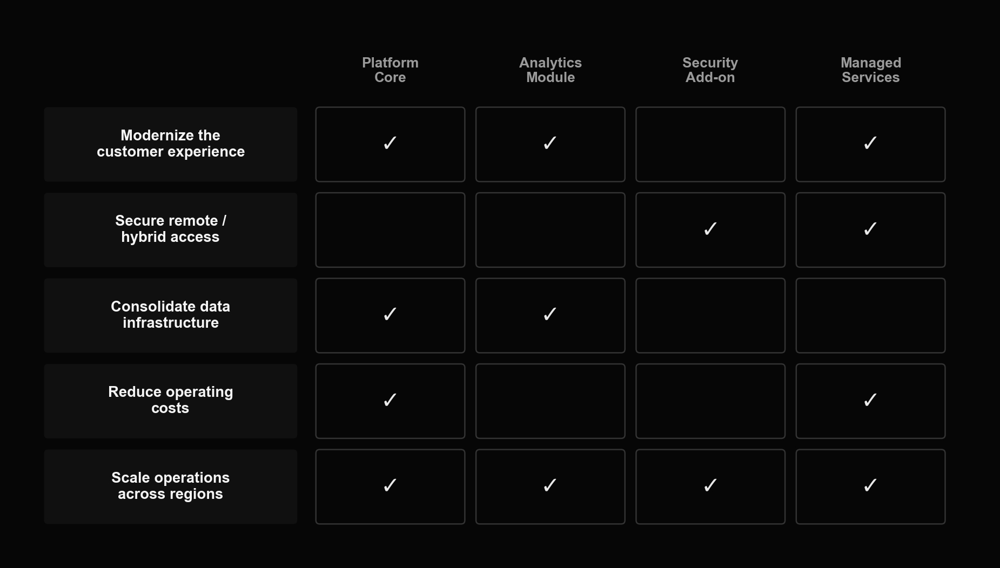 Platform
Core
Analytics
Module
Security
Add-on
Managed
Services
Modernize the
customer experience
✓ ✓ ✓
Secure remote /
hybrid access
✓ ✓
Consolidate data
infrastructure
✓ ✓
Reduce operating
costs
✓ ✓
Scale operations
across regions
✓ ✓ ✓ ✓